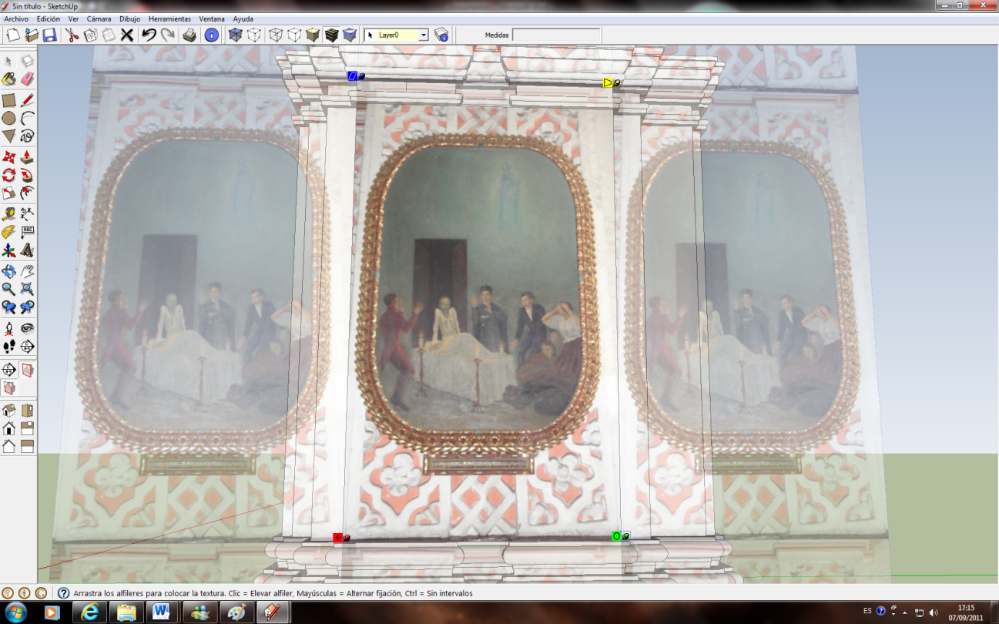 Sin título - SketchUp
Archivo Edición Ver Cámara Dibujo Herramientas Ventana Ayuda
Layer0
Medidas
ABC
Arrastra los alfileres para colocar la textura. Clic = Elevar alfiler, Mayúsculas = Alternar fijación, Ctrl = Sin intervalos
ES
17:15
07/09/2011